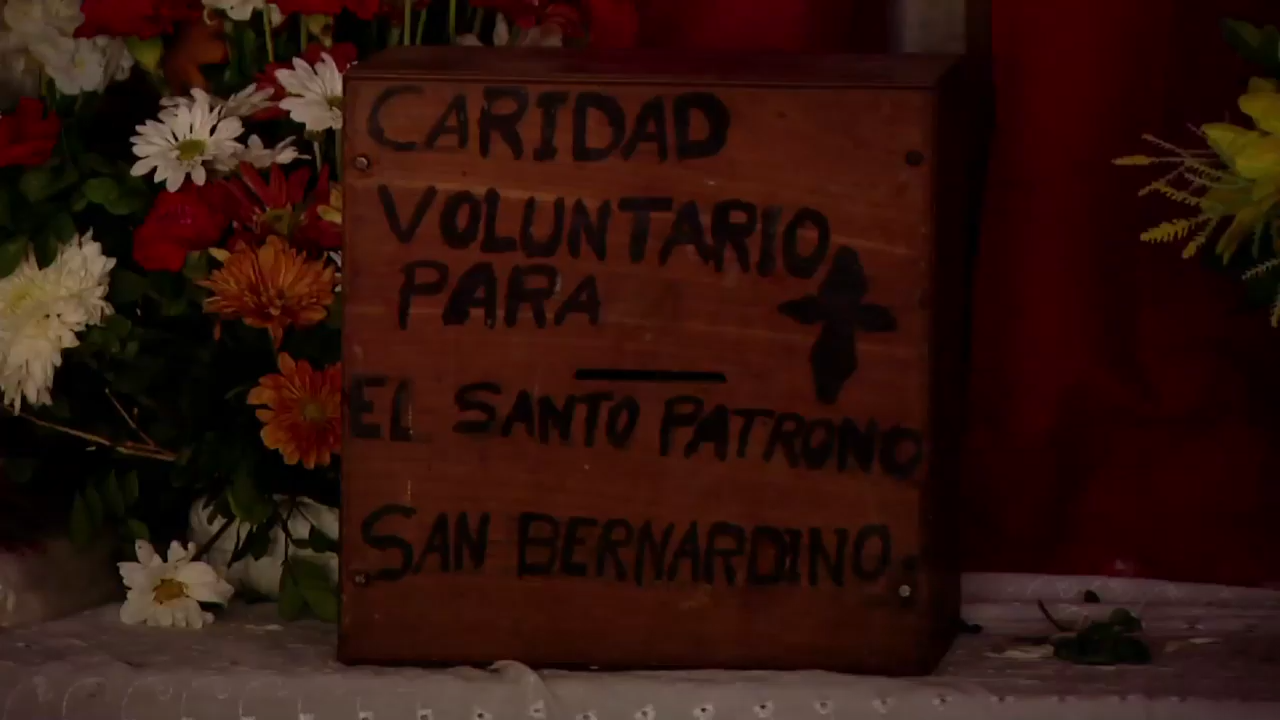 CARIDAD
VOLUNTARIO
PARA
EL SANTO PATRONO
SAN BERNARDINO.